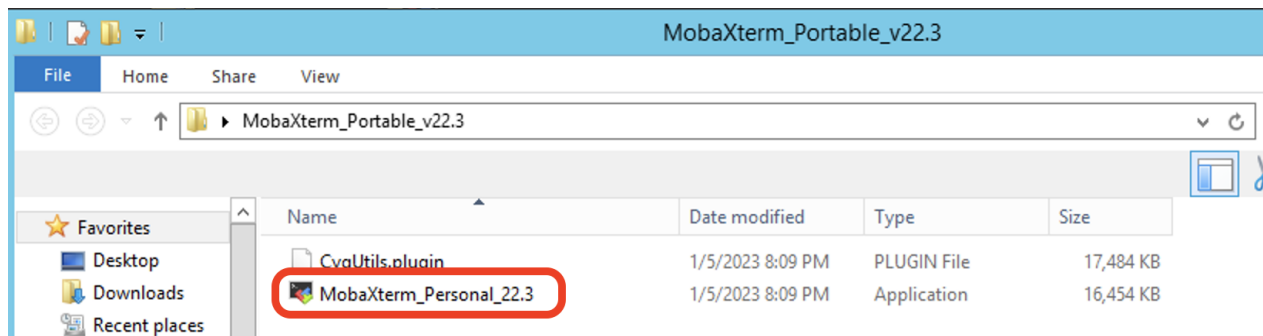 MobaXterm_Portable_v22.3
File Home Share View
MobaXterm_Portable_v22.3
Name Date modified Type Size
Favorites
CygUtils.plugin 1/5/2023 8:09 PM PLUGIN File 17,484 KB
Desktop
MobaXterm_Personal_22.3 1/5/2023 8:09 PM Application 16,454 KB
Downloads
Recent places